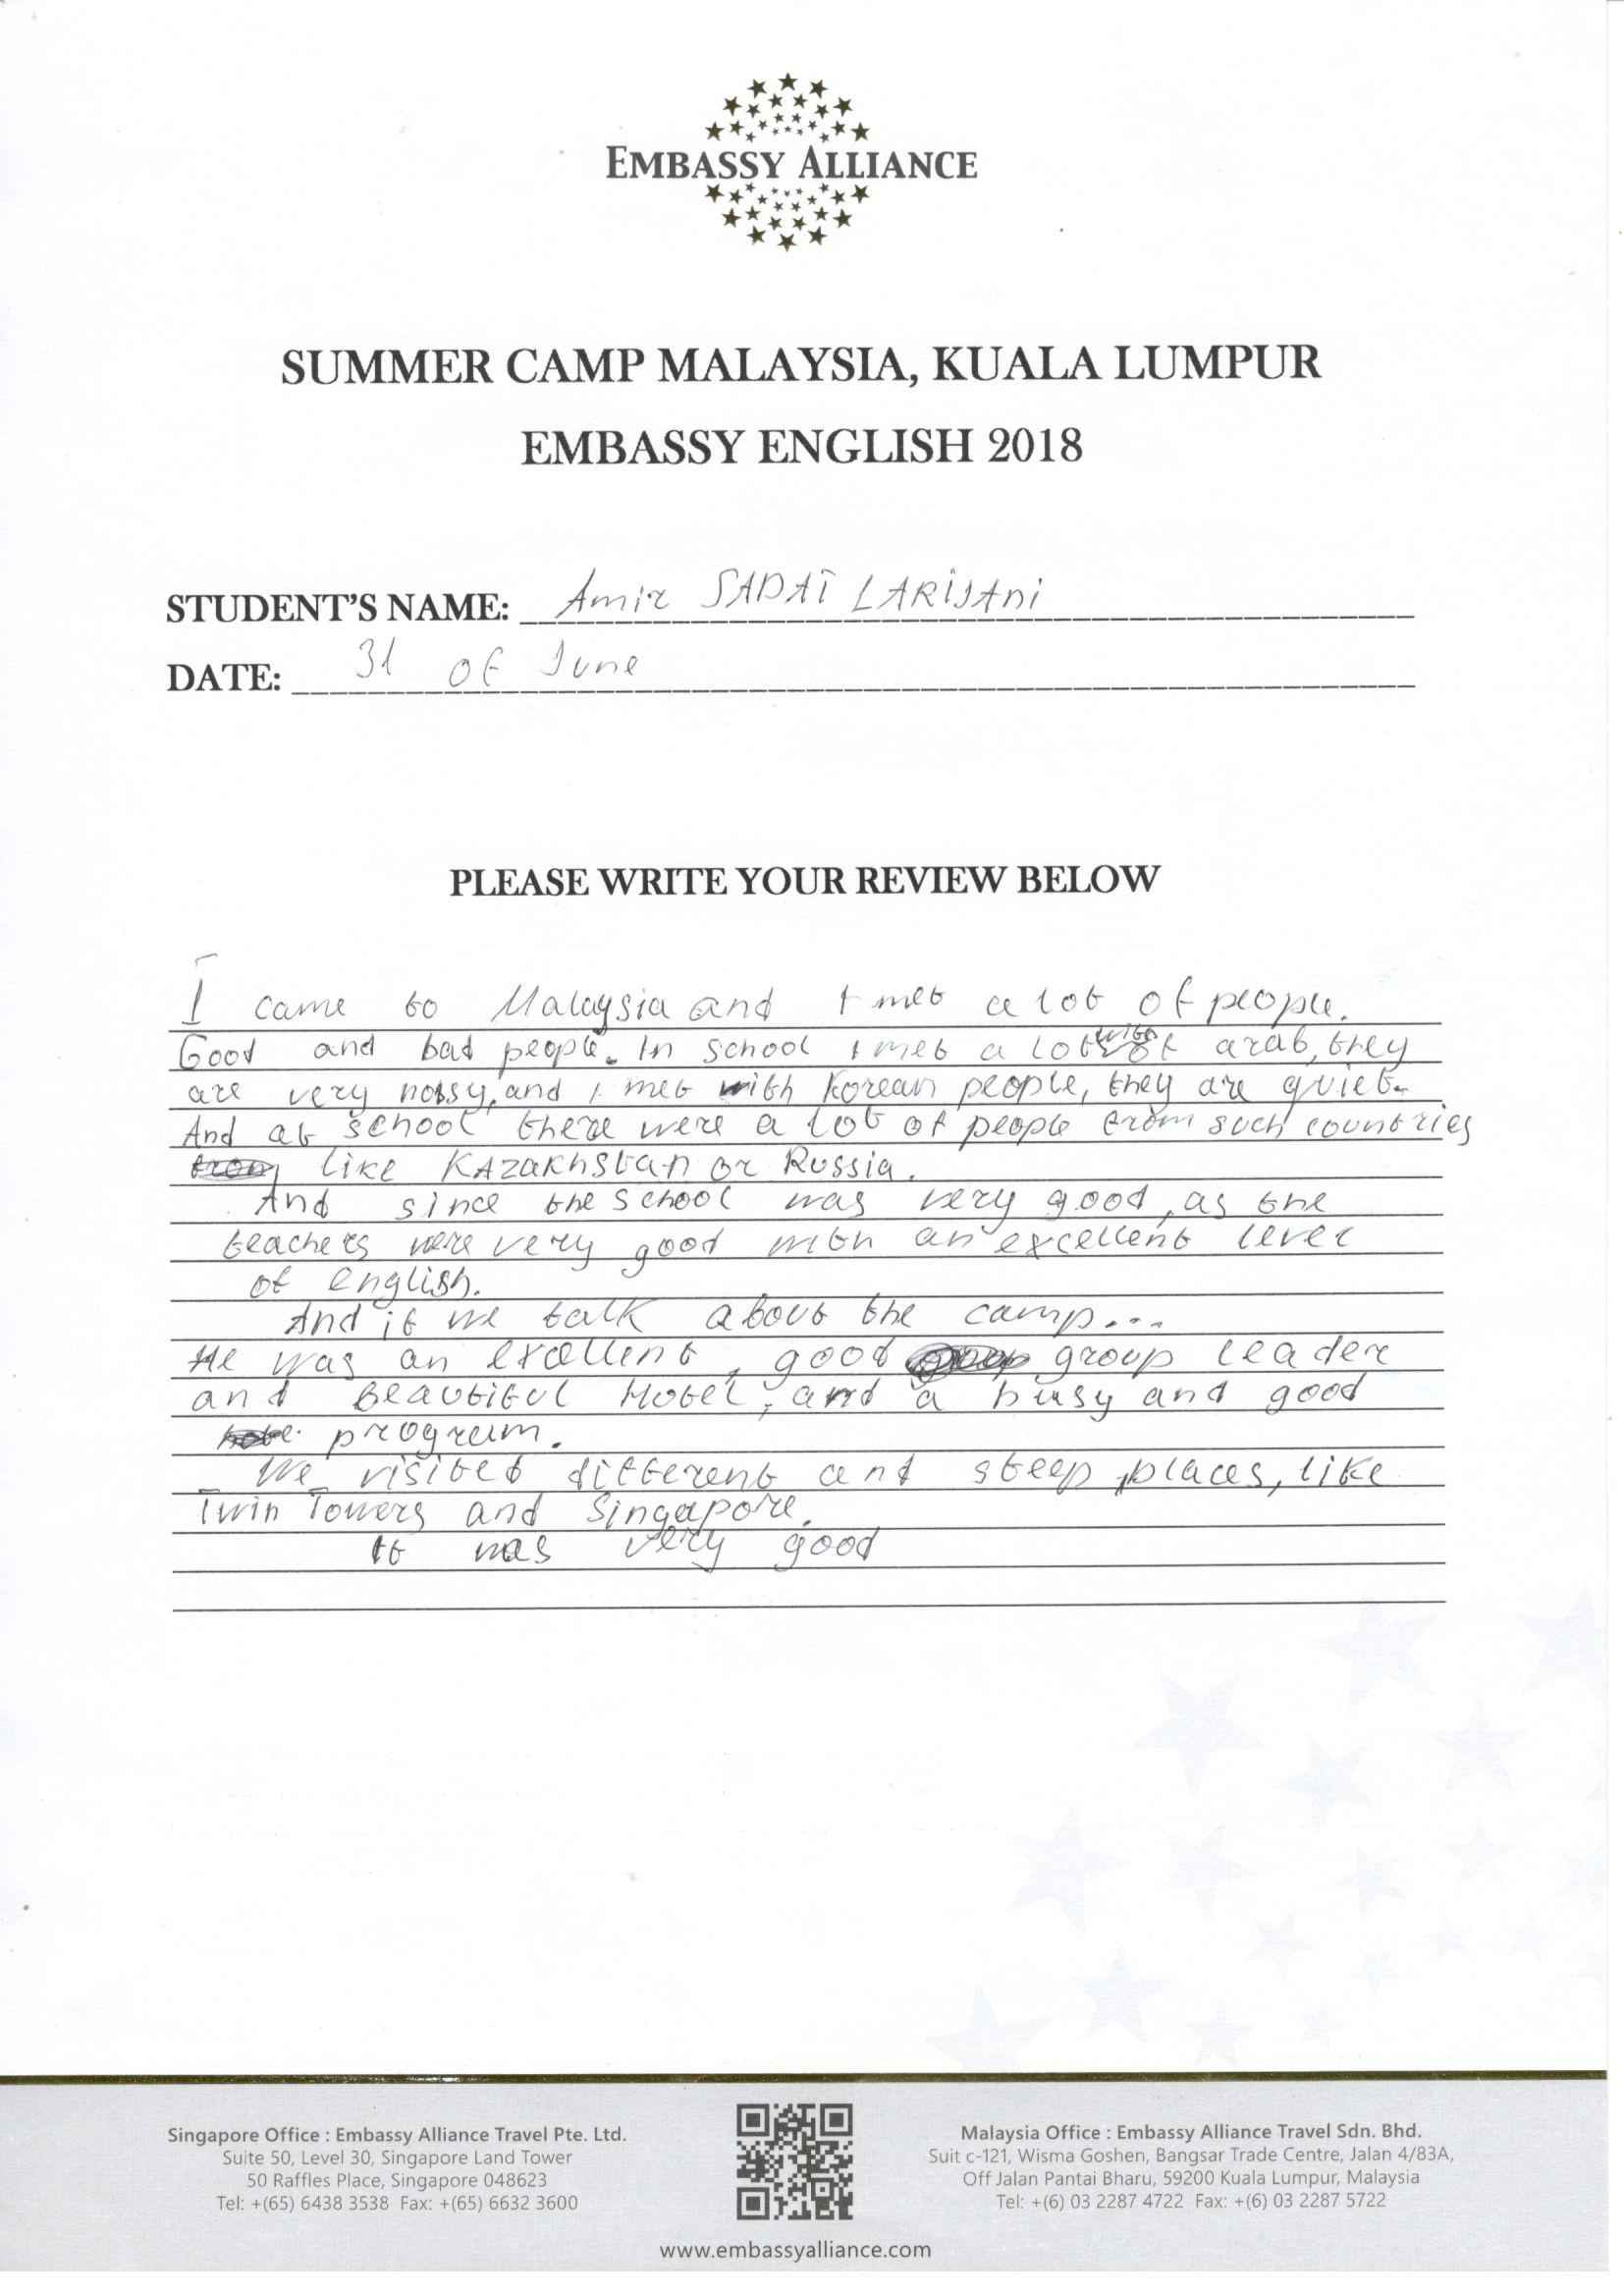 EMBASSY ALLIANCE
SUMMER CAMP MALAYSIA, KUALA LUMPUR
EMBASSY ENGLISH 2018
STUDENT'S NAME: Amir SADAT LARIJANI
DATE: 31 of June
PLEASE WRITE YOUR REVIEW BELOW
I came to Malaysia and I met a lot of people.
Good and bad people. In school I met a lot with arab, they
are very noisy, and I met with Korean people, they are quiet.
And at school there were a lot of people from such countries
like Kazakhstan or Russia.
And since the school was very good, as the
teachers were very good with an excellent level
of english.
And if we talk about the camp...
He was an exellent, good group leader
and Beautiful Hotel, and a busy and good
program.
We visited different and steep places, like
Twin Towers and Singapore.
It was very good
Singapore Office : Embassy Alliance Travel Pte. Ltd.
Suite 50, Level 30, Singapore Land Tower
50 Raffles Place, Singapore 048623
Tel: +(65) 6438 3538 Fax: +(65) 6632 3600
Malaysia Office : Embassy Alliance Travel Sdn. Bhd.
Suit c-121, Wisma Goshen, Bangsar Trade Centre, Jalan 4/83A,
Off Jalan Pantai Bharu, 59200 Kuala Lumpur, Malaysia
Tel: +(6) 03 2287 4722 Fax: +(6) 03 2287 5722
www.embassyalliance.com